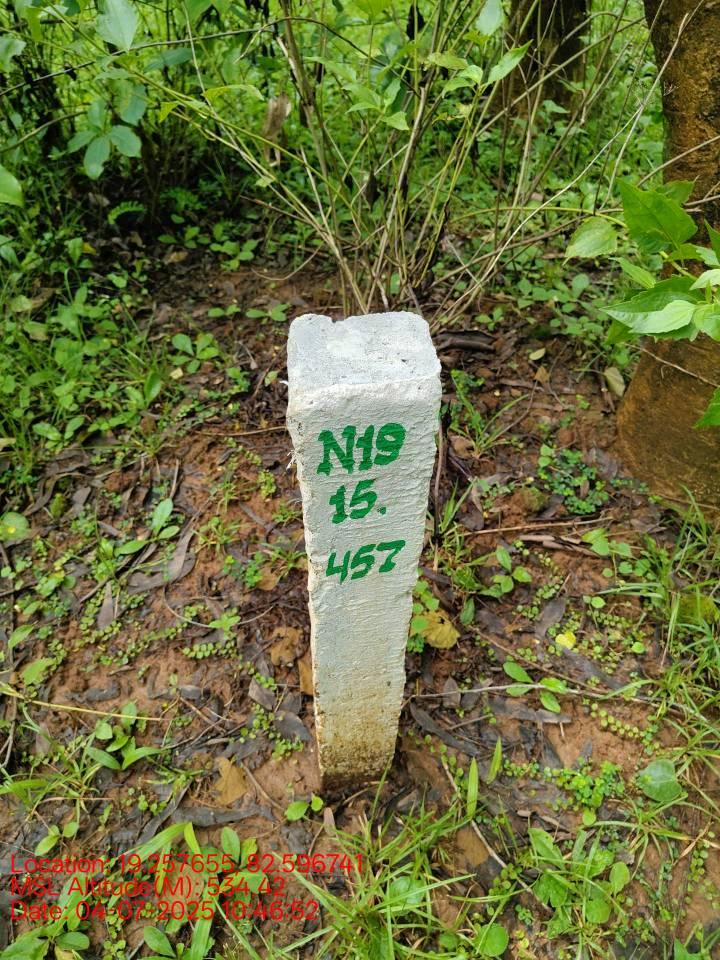 N19
15.
457
Location: 19.257655, 82.596741
MSL Altitude(M): 534.42
Date: 04-07-2025 10:46:52